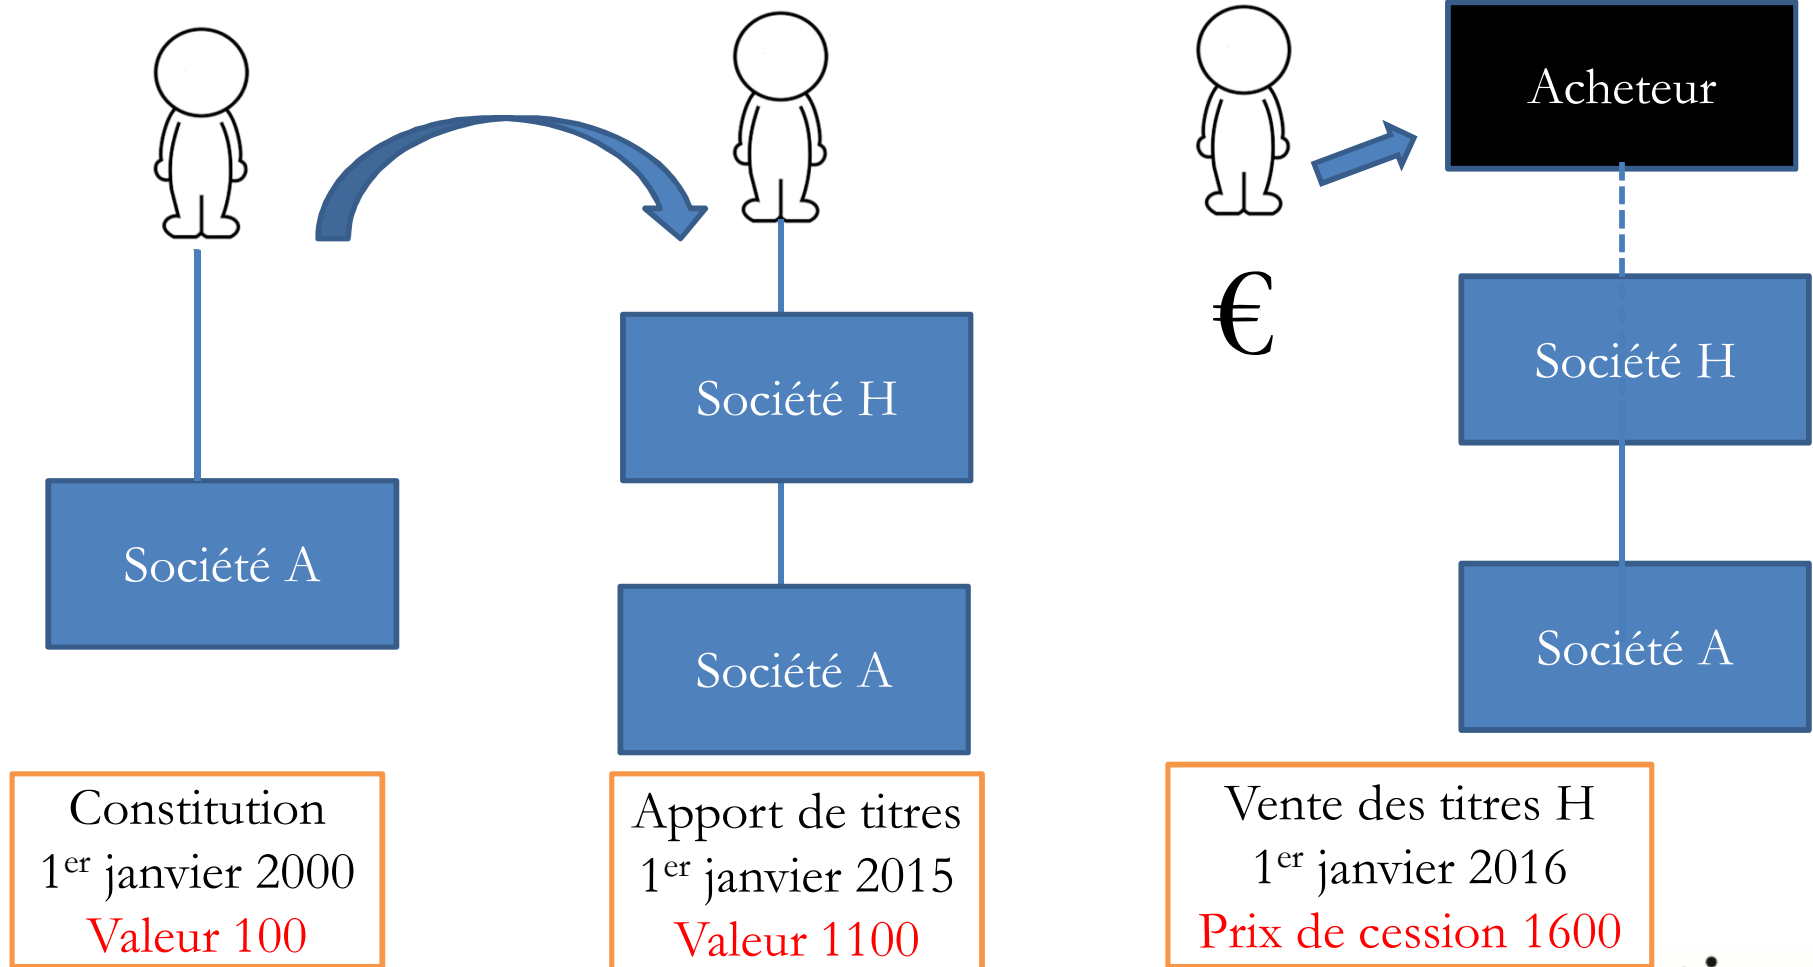 Acheteur
€
Société H
Société H
Société A
Société A
Société A
Constitution
1er janvier 2000
Valeur 100
Apport de titres
1er janvier 2015
Valeur 1100
Vente des titres H
1er janvier 2016
Prix de cession 1600